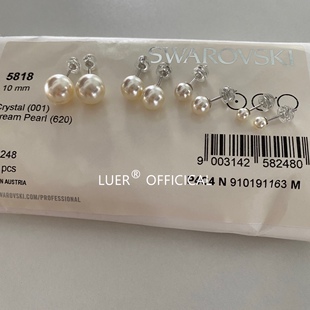 SWAROVSKI
5818
10 mm
Crystal (001)
ream Pearl (620)
248
pcs
N AUSTRIA
WAROVSKI.COM/PROFESSIONAL
9 003142 582480
N 910191163 M
LUER® OFFICICAL